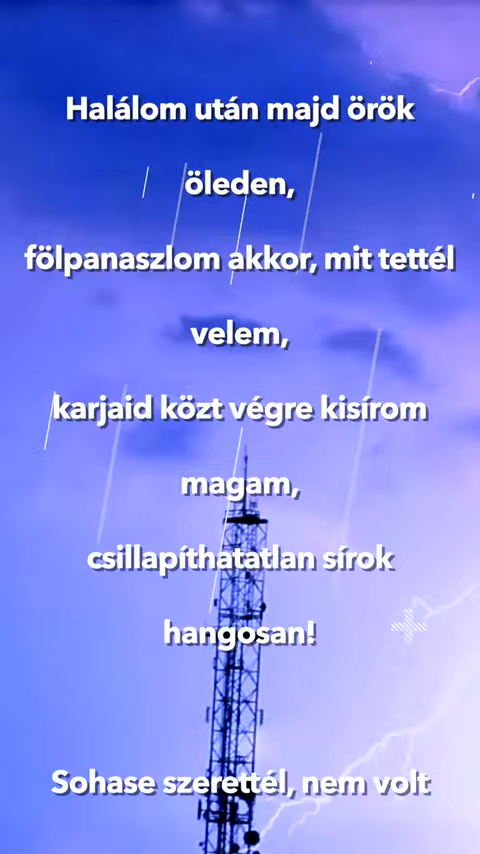 Halálom után majd örök
öleden,
fölpanaszlom akkor, mit tettél
velem,
karjaid közt végre kisírom
magam,
csillapíthatatlan sírok
hangosan!
Sohase szerettél, nem volt